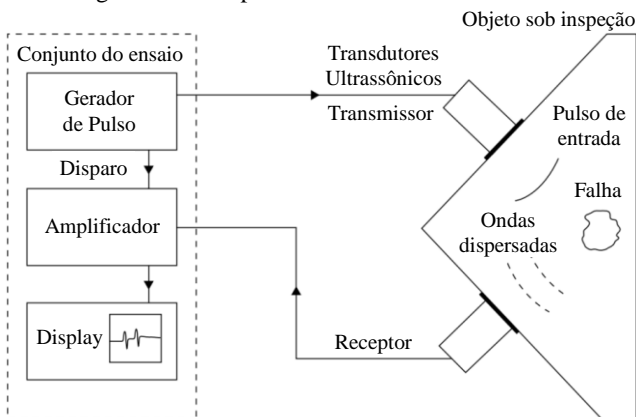 Objeto sob inspeção
Conjunto do ensaio
Gerador
de Pulso
Disparo
Amplificador
Display
Transdutores
Ultrassônicos
Transmissor
Pulso de
entrada
Falha
Ondas
dispersadas
Receptor